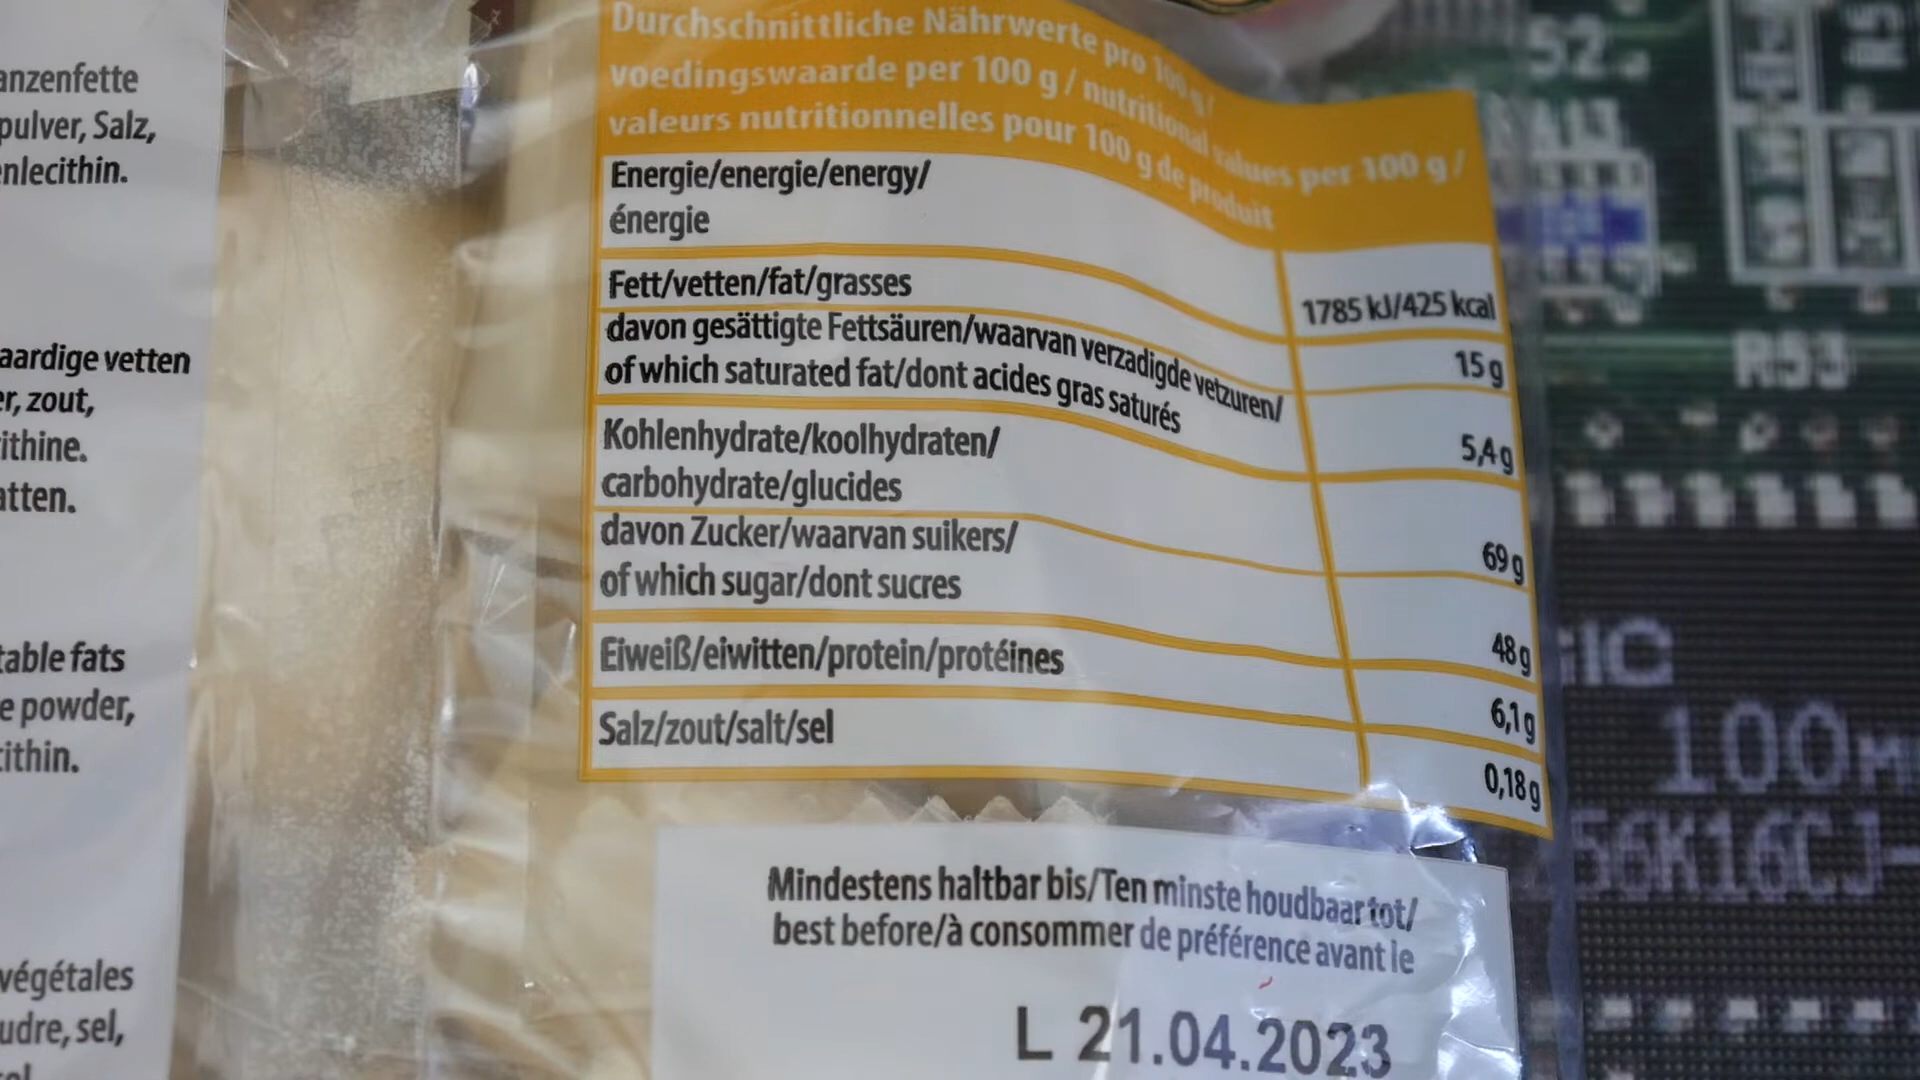 anzenfette
pulver, Salz,
enlecithin.
aardige vetten
er, zout,
ithine.
atten.
table fats
e powder,
ithin.
végétales
udre, sel,
Durchschnittliche Nährwerte pro 100 g/
voedingswaarde per 100 g / nutritional values per 100 g/
valeurs nutritionnelles pour 100 g de produit
Energie/energie/energy/
énergie
1785 kJ/425 kcal
Fett/vetten/fat/grasses
15 g
davon gesättigte Fettsäuren/waarvan verzadigde vetzuren/
of which saturated fat/dont acides gras saturés
5,4 g
Kohlenhydrate/koolhydraten/
carbohydrate/glucides
69 g
davon Zucker/waarvan suikers/
of which sugar/dont sucres
48 g
Eiweiß/eiwitten/protein/protéines
6,1 g
Salz/zout/salt/sel
0,18 g
Mindestens haltbar bis/Ten minste houdbaar tot/
best before/à consommer de préférence avant le
L 21.04.2023
52
R53
100
56K16CJ-